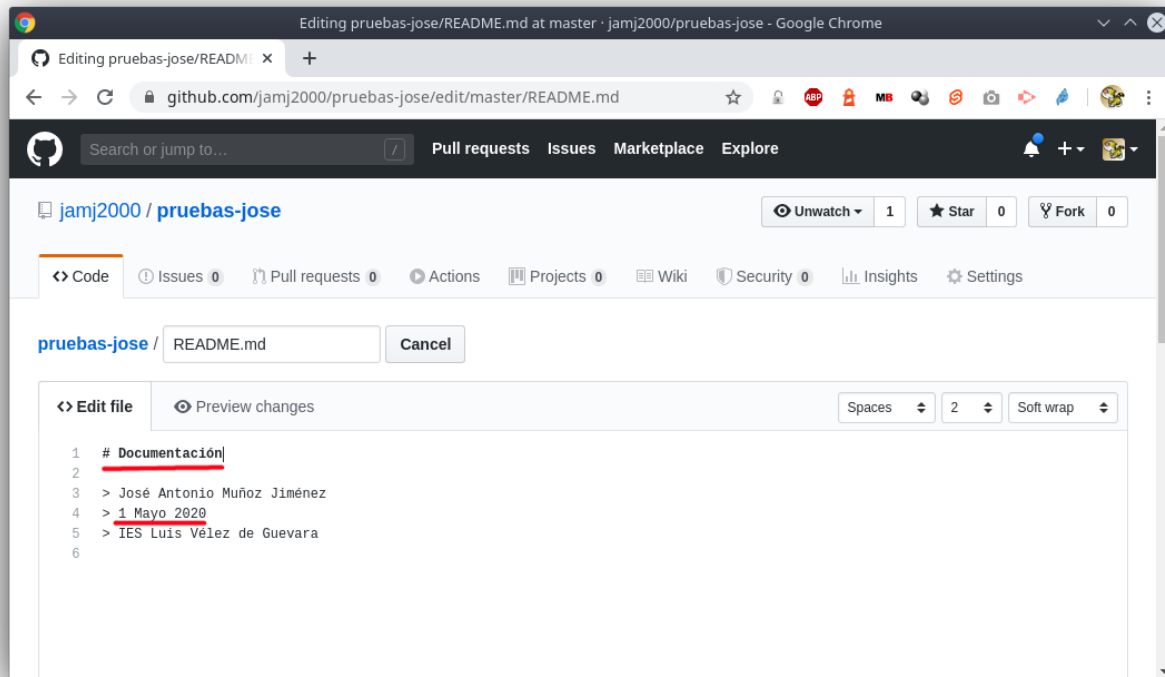 Editing pruebas-jose/README.md at master · jamj2000/pruebas-jose - Google Chrome
Editing pruebas-jose/READM
github.com/jamj2000/pruebas-jose/edit/master/README.md
ABP
MB
Search or jump to…
/
Pull requests Issues Marketplace Explore
jamj2000 / pruebas-jose
Unwatch 1 Star 0 Fork 0
Code Issues 0 Pull requests 0 Actions Projects 0 Wiki Security 0 Insights Settings
pruebas-jose / README.md Cancel
Edit file Preview changes Spaces 2 Soft wrap
1 # Documentación
2
3 > José Antonio Muñoz Jiménez
4 > 1 Mayo 2020
5 > IES Luis Vélez de Guevara
6